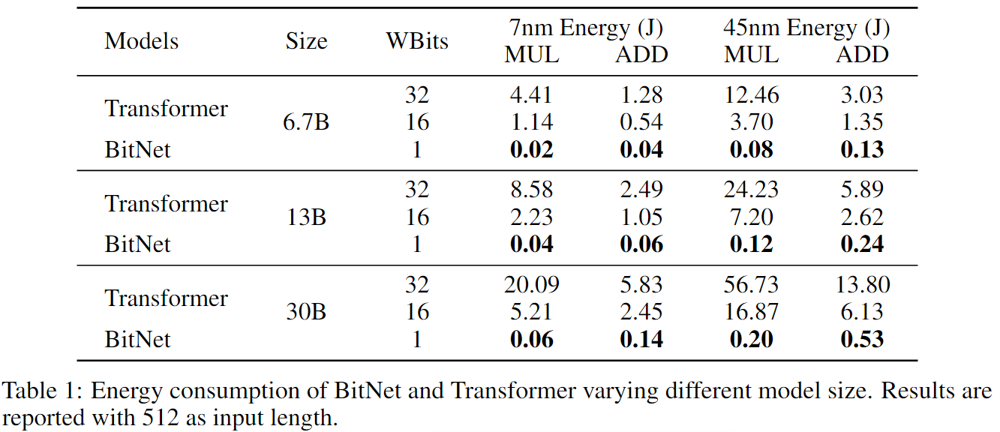 Models Size WBits 7nm Energy (J) 45nm Energy (J)
MUL ADD MUL ADD
Transformer 6.7B 32 4.41 1.28 12.46 3.03
16 1.14 0.54 3.70 1.35
BitNet 1 0.02 0.04 0.08 0.13
Transformer 13B 32 8.58 2.49 24.23 5.89
16 2.23 1.05 7.20 2.62
BitNet 1 0.04 0.06 0.12 0.24
Transformer 30B 32 20.09 5.83 56.73 13.80
16 5.21 2.45 16.87 6.13
BitNet 1 0.06 0.14 0.20 0.53
Table 1: Energy consumption of BitNet and Transformer varying different model size. Results are
reported with 512 as input length.